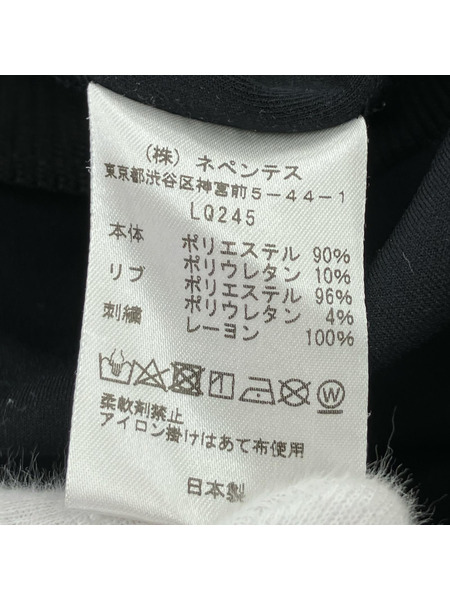 (株) ネペンテス
東京都渋谷区神宮前5-44-1
LQ245
本体 ポリエステル 90%
ポリウレタン 10%
リブ ポリエステル 96%
ポリウレタン 4%
刺繍 レーヨン 100%
W
柔軟剤禁止
アイロン掛けはあて布使用
日本製